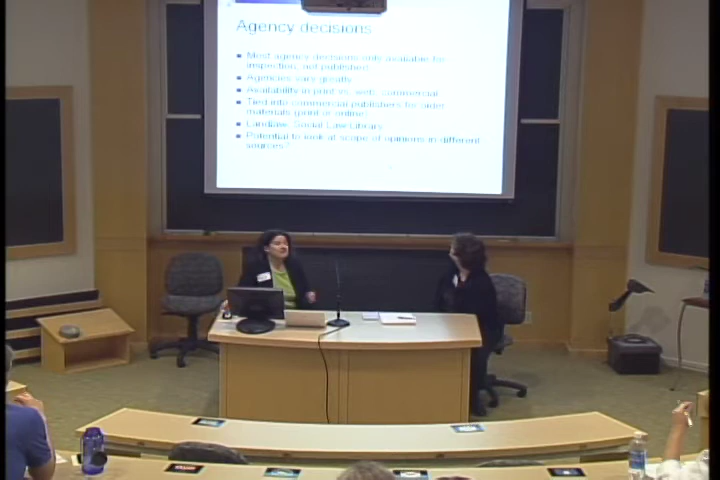 Agency decisions
Most agency decisions only available for
inspection, not published
Agencies vary greatly
Availability in print vs. web, commercial
Tied into commercial publishers for older
materials (print or online)
Landlaw, Social Law Library
Potential to look at scope of opinions in different
sources?